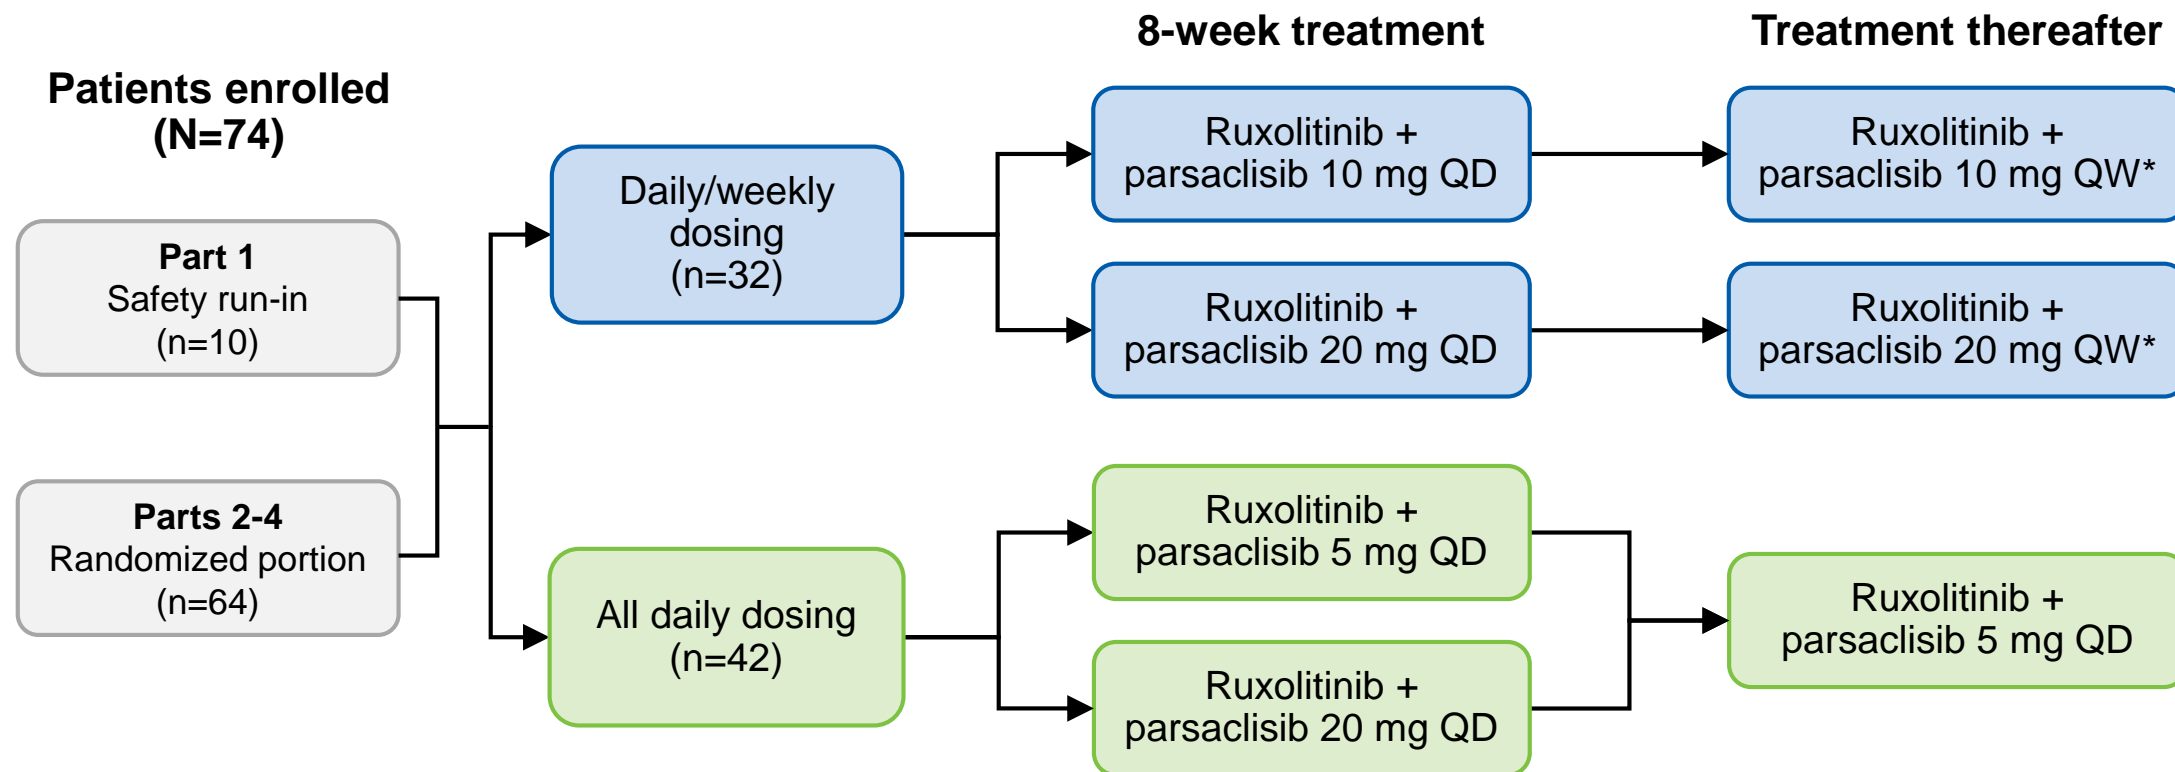 Patients enrolled
(N=74)
Part 1
Safety run-in
(n=10)
Parts 2-4
Randomized portion
(n=64)
Daily/weekly
dosing
(n=32)
All daily dosing
(n=42)
8-week treatment
Ruxolitinib +
parsaclisib 10 mg QD
Ruxolitinib +
parsaclisib 20 mg QD
Ruxolitinib +
parsaclisib 5 mg QD
Ruxolitinib +
parsaclisib 20 mg QD
Treatment thereafter
Ruxolitinib +
parsaclisib 10 mg QW*
Ruxolitinib +
parsaclisib 20 mg QW*
Ruxolitinib +
parsaclisib 5 mg QD